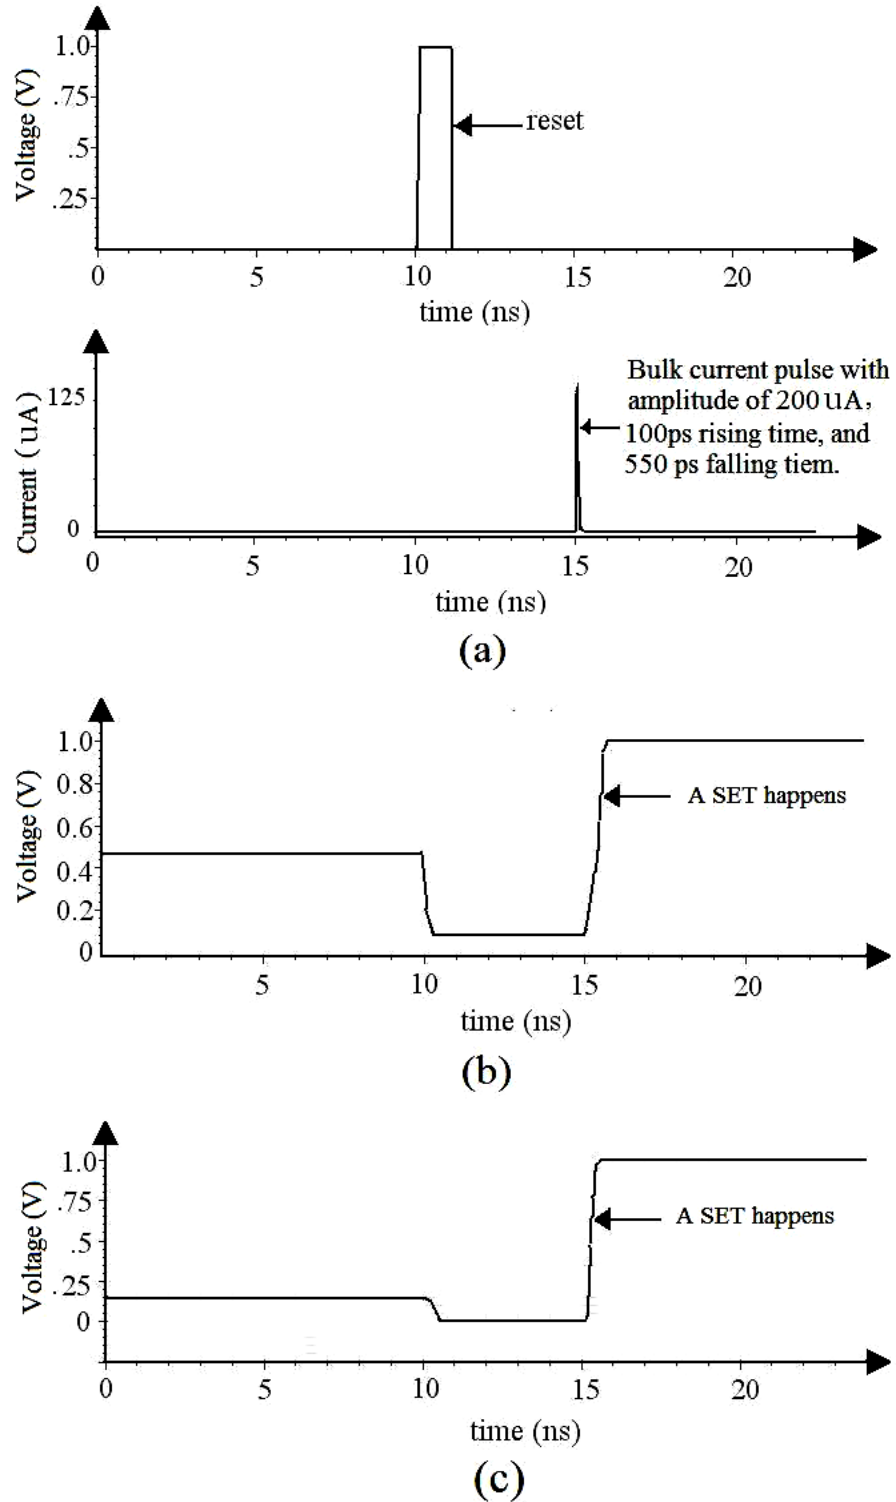 1.0
.75
.5
.25
Voltage (V)
reset
0 5 10 15 20
time (ns)
125
0
Current ( uA)
Bulk current pulse with
amplitude of 200 uA,
100ps rising time, and
550 ps falling tiem.
0 5 10 15 20
time (ns)
(a)
1.0
0.8
0.6
0.4
0.2
0
Voltage (V)
A SET happens
5 10 15 20
time (ns)
(b)
1.0
.75
.5
.25
0
Voltage (V)
A SET happens
0 5 10 15 20
time (ns)
(c)